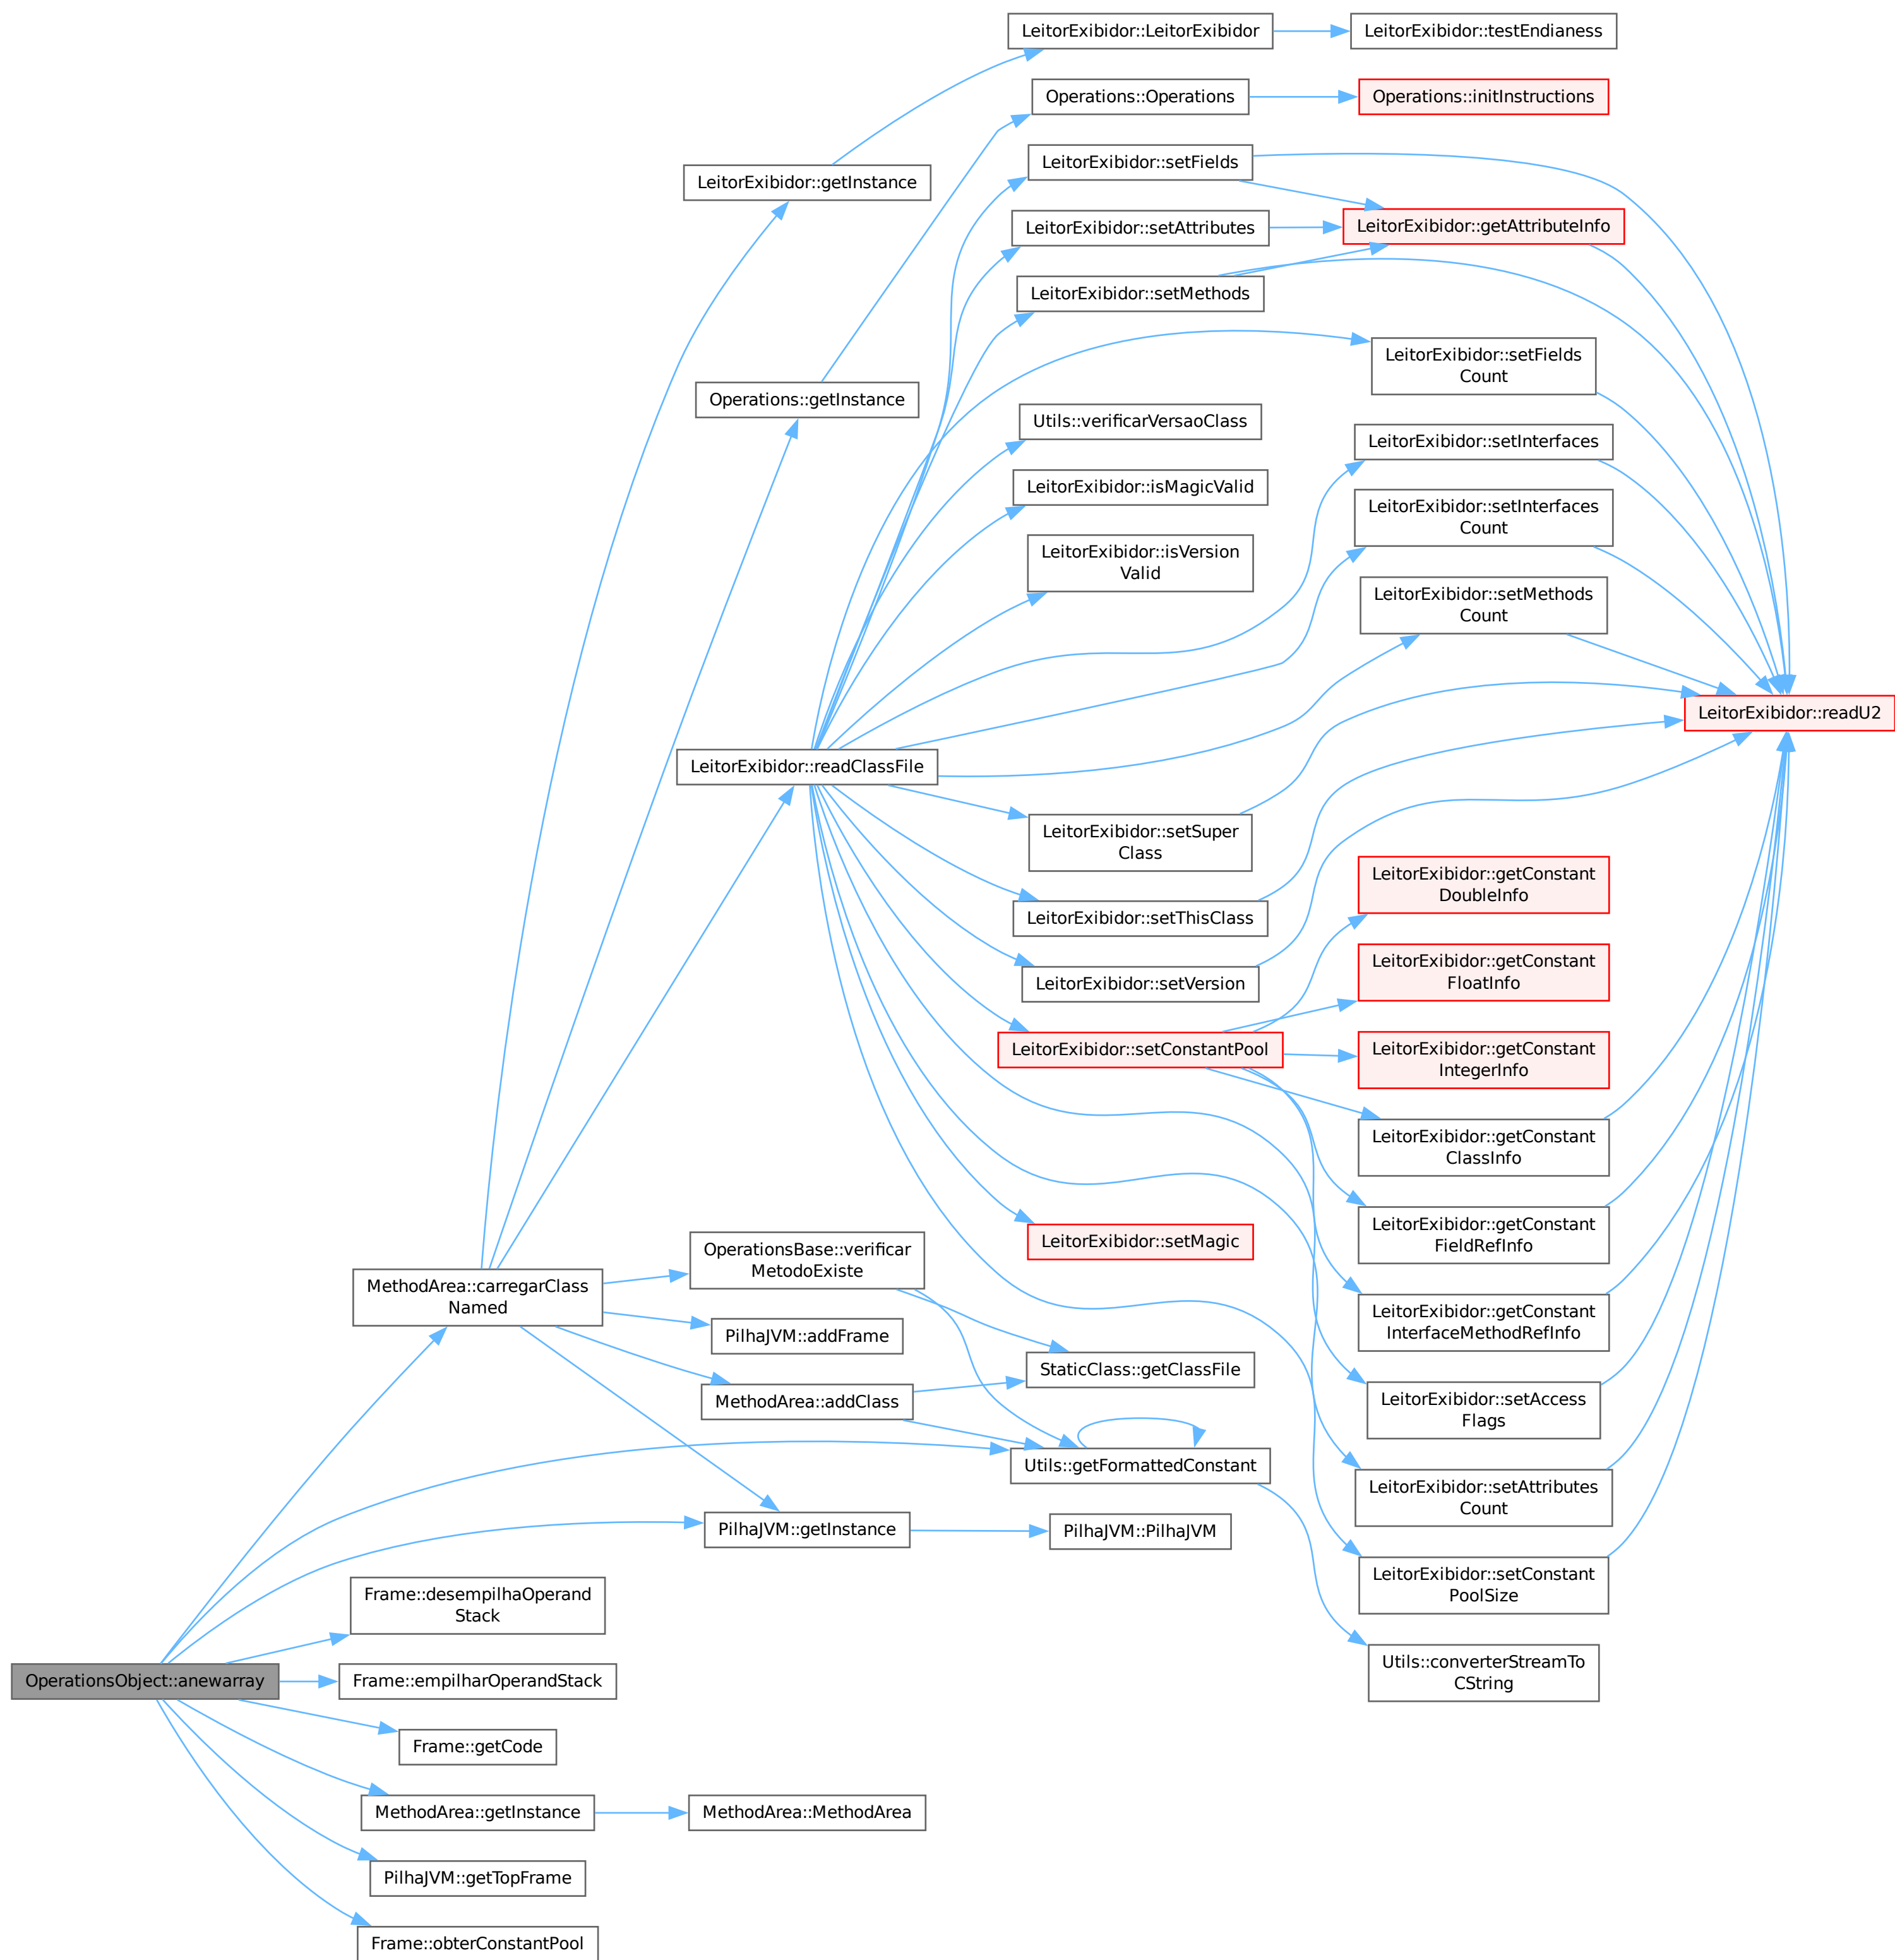 LeitorExibidor::LeitorExibidor
LeitorExibidor::testEndianess
Operations::Operations
Operations::initInstructions
LeitorExibidor::setFields
LeitorExibidor::getInstance
LeitorExibidor::setAttributes
LeitorExibidor::getAttributeInfo
LeitorExibidor::setMethods
LeitorExibidor::setFields
Count
Operations::getInstance
Utils::verificarVersaoClass
LeitorExibidor::setInterfaces
LeitorExibidor::isMagicValid
LeitorExibidor::setInterfaces
Count
LeitorExibidor::isVersion
Valid
LeitorExibidor::setMethods
Count
LeitorExibidor::readU2
LeitorExibidor::readClassFile
LeitorExibidor::setSuper
Class
LeitorExibidor::getConstant
DoubleInfo
LeitorExibidor::setThisClass
LeitorExibidor::getConstant
FloatInfo
LeitorExibidor::setVersion
LeitorExibidor::setConstantPool
LeitorExibidor::getConstant
IntegerInfo
LeitorExibidor::getConstant
ClassInfo
LeitorExibidor::getConstant
FieldRefInfo
LeitorExibidor::setMagic
OperationsBase::verificar
MetodoExiste
MethodArea::carregarClass
Named
LeitorExibidor::getConstant
InterfaceMethodRefInfo
PilhaJVM::addFrame
StaticClass::getClassFile
MethodArea::addClass
LeitorExibidor::setAccess
Flags
Utils::getFormattedConstant
LeitorExibidor::setAttributes
Count
PilhaJVM::getInstance
PilhaJVM::PilhaJVM
LeitorExibidor::setConstant
PoolSize
Frame::desempilhaOperand
Stack
Utils::converterStreamTo
CString
OperationsObject::anewarray
Frame::empilharOperandStack
Frame::getCode
MethodArea::getInstance
MethodArea::MethodArea
PilhaJVM::getTopFrame
Frame::obterConstantPool